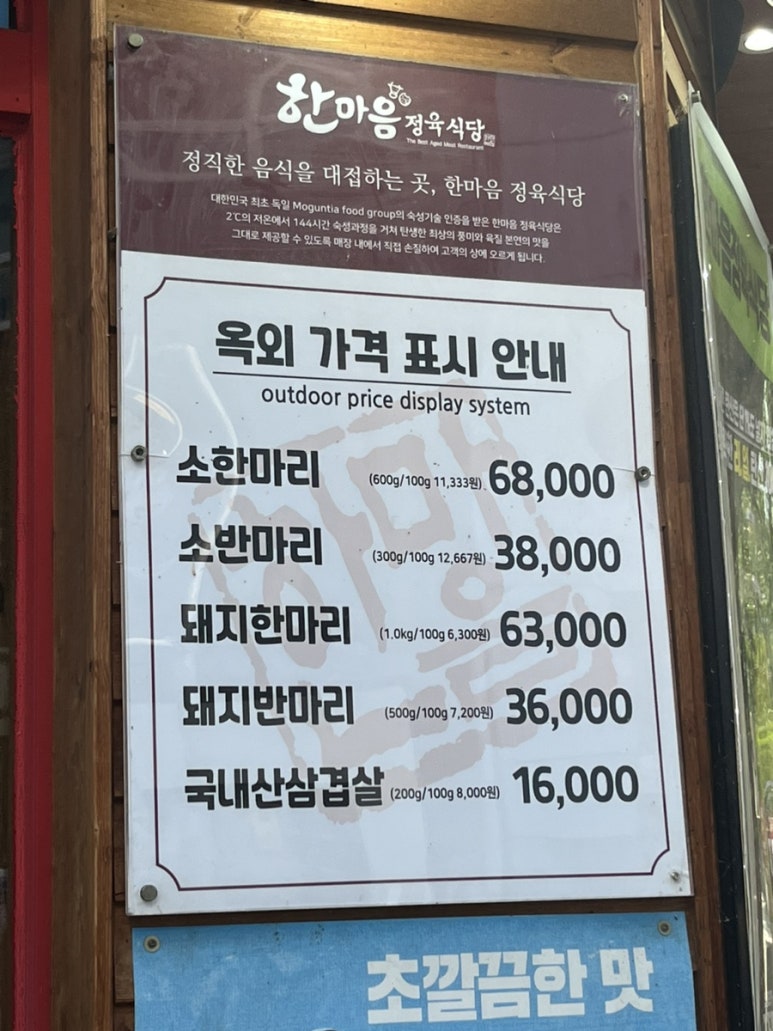 한마음 정육식당
The Best Aged Meat Restaurant
정직한 음식을 대접하는 곳, 한마음 정육식당
대한민국 최초 독일 Moguntia food group의 숙성기술 인증을 받은 한마음 정육식당은
2℃의 저온에서 144시간 숙성과정을 거쳐 탄생한 최상의 풍미와 육질 본연의 맛을
그대로 제공할 수 있도록 매장 내에서 직접 손질하여 고객의 상에 오르게 됩니다.
옥외 가격 표시 안내
outdoor price display system
소한마리 (600g/100g 11,333원) 68,000
소반마리 (300g/100g 12,667원) 38,000
돼지한마리 (1.0kg/100g 6,300원) 63,000
돼지반마리 (500g/100g 7,200원) 36,000
국내산삼겹살 (200g/100g 8,000원) 16,000
초깔끔한 맛